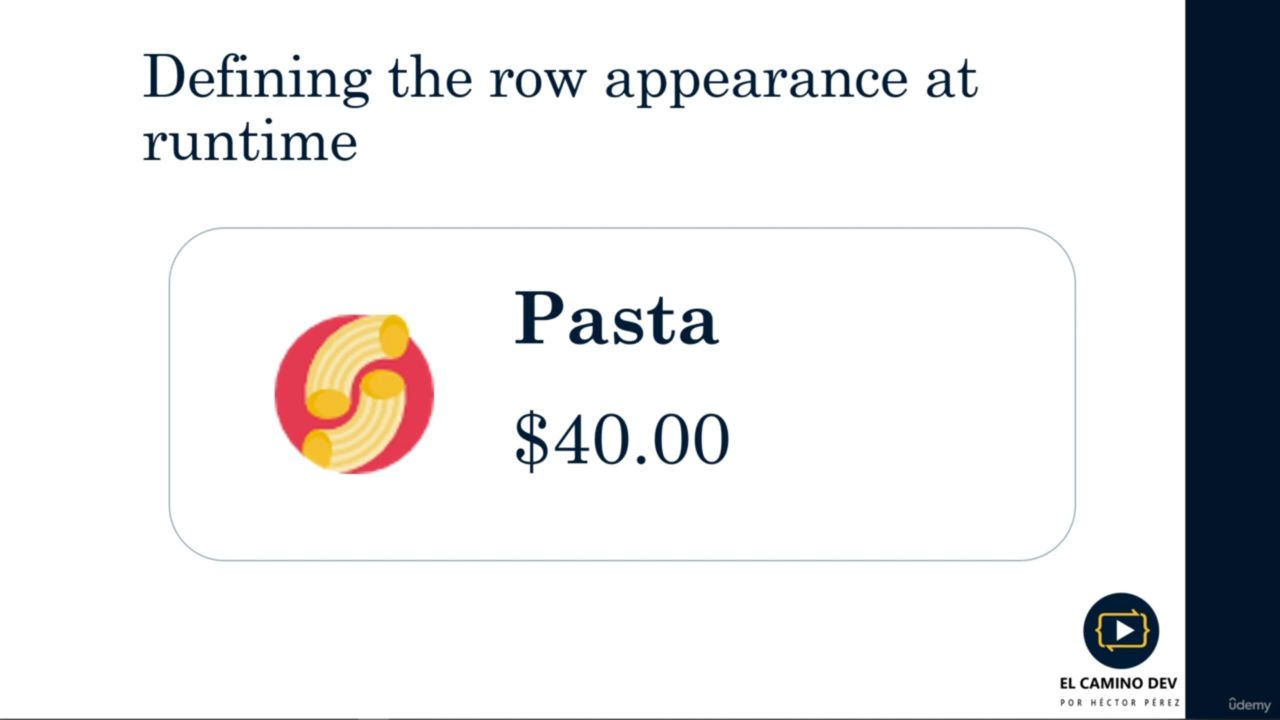 Defining the row appearance at
runtime
Pasta
$40.00
EL CAMINO DEV
POR HÉCTOR PÉREZ
ûdemy